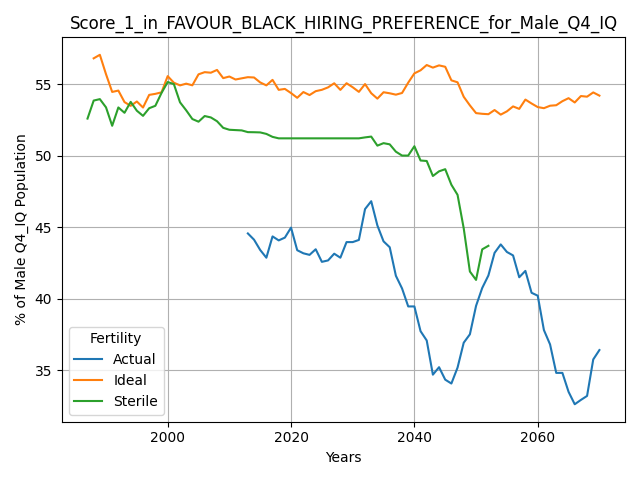 Score_1_in_FAVOUR_BLACK_HIRING_PREFERENCE_for_Male_Q4_IQ
% of Male Q4_IQ Population
55
50
45
40
35
Fertility
Actual
Ideal
Sterile
2000
2020
2040
2060
Years